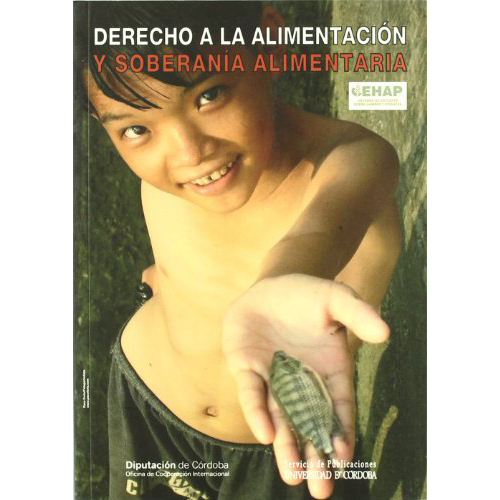 DERECHO A LA ALIMENTACIÓN
Y SOBERANÍA ALIMENTARIA
EHAP
Diputación de Córdoba
Oficina de Cooperación Internacional
Servicio de Publicaciones
UNIVERSIDAD DE CÓRDOBA